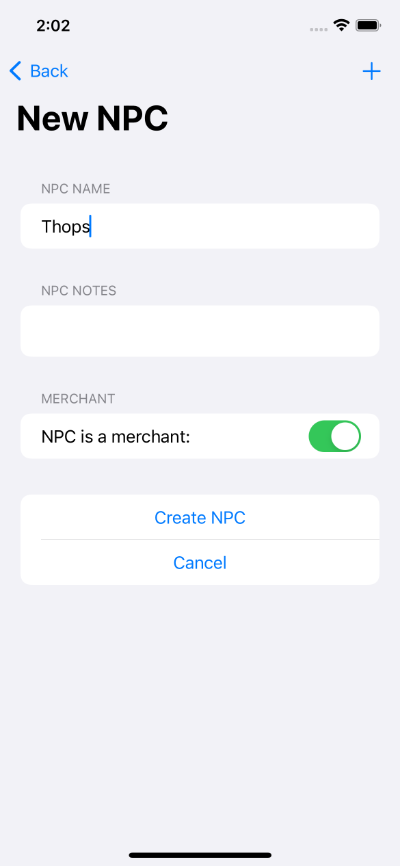 2:02
Back
New NPC
NPC NAME
Thops
NPC NOTES
MERCHANT
NPC is a merchant:
Create NPC
Cancel